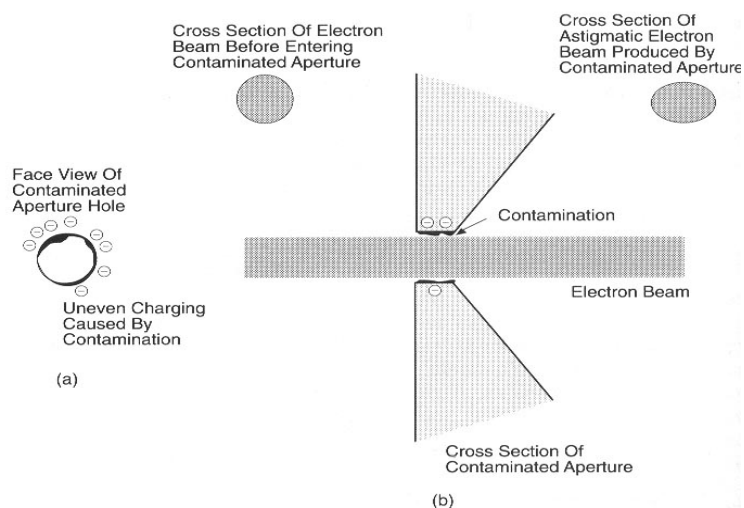 Cross Section Of Electron
Beam Before Entering
Contaminated Aperture
Cross Section Of
Astigmatic Electron
Beam Produced By
Contaminated Aperture
Face View Of
Contaminated
Aperture Hole
Contamination
Electron Beam
Uneven Charging
Caused By
Contamination
(a)
Cross Section Of
Contaminated Aperture
(b)